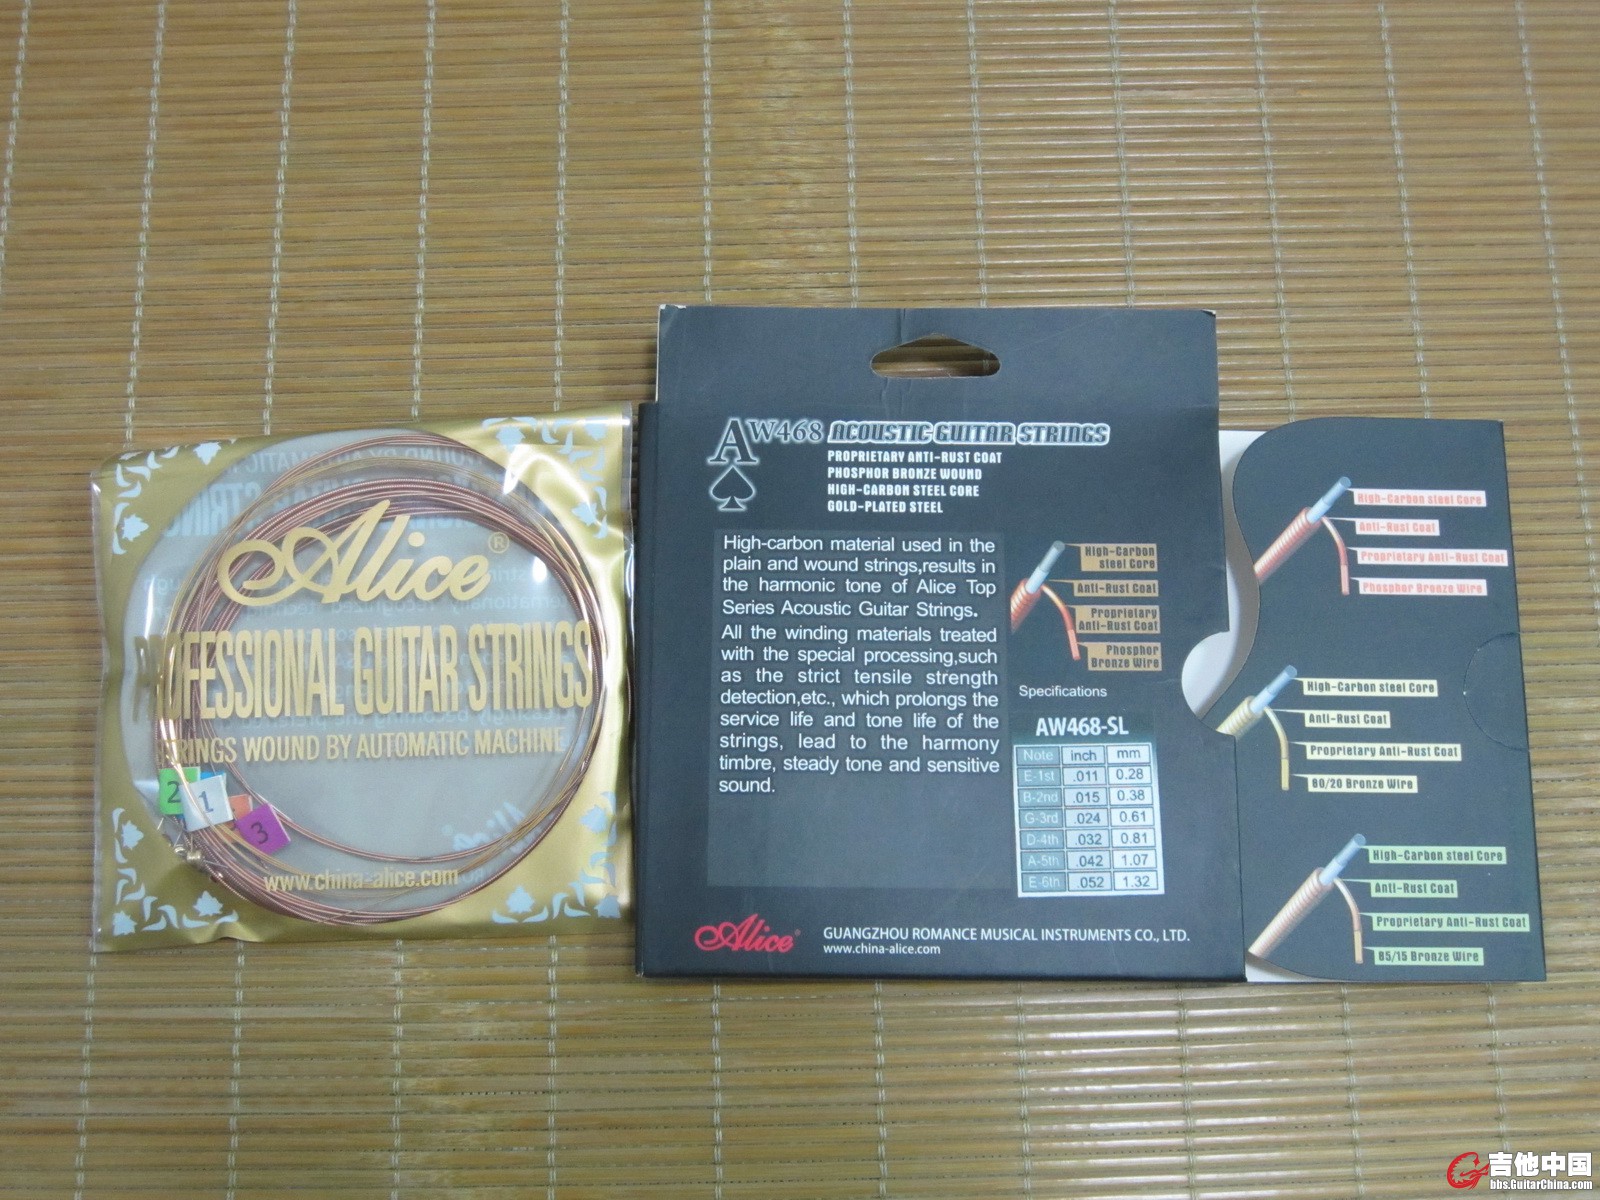 Alice®
PROFESSIONAL GUITAR STRINGS
STRINGS WOUND BY AUTOMATIC MACHINE
2
1
3
www.china-alice.com
AW468 ACOUSTIC GUITAR STRINGS
PROPRIETARY ANTI-RUST COAT
PHOSPHOR BRONZE WOUND
HIGH-CARBON STEEL CORE
GOLD-PLATED STEEL
High-carbon material used in the
plain and wound strings,results in
the harmonic tone of Alice Top
Series Acoustic Guitar Strings.
All the winding materials treated
with the special processing,such
as the strict tensile strength
detection,etc., which prolongs the
service life and tone life of the
strings, lead to the harmony
timbre, steady tone and sensitive
sound.
High-Carbon
steel Core
Anti-Rust Coat
Proprietary
Anti-Rust Coat
Phosphor
Bronze Wire
Specifications
AW468-SL
Note inch mm
E-1st .011 0.28
B-2nd .015 0.38
G-3rd .024 0.61
D-4th .032 0.81
A-5th .042 1.07
E-6th .052 1.32
Alice®
GUANGZHOU ROMANCE MUSICAL INSTRUMENTS CO., LTD.
www.china-alice.com
High-Carbon steel Core
Anti-Rust Coat
Proprietary Anti-Rust Coat
Phosphor Bronze Wire
High-Carbon steel Core
Anti-Rust Coat
Proprietary Anti-Rust Coat
80/20 Bronze Wire
High-Carbon steel Core
Anti-Rust Coat
Proprietary Anti-Rust Coat
85/15 Bronze Wire
吉他中国
bbs.GuitarChina.com